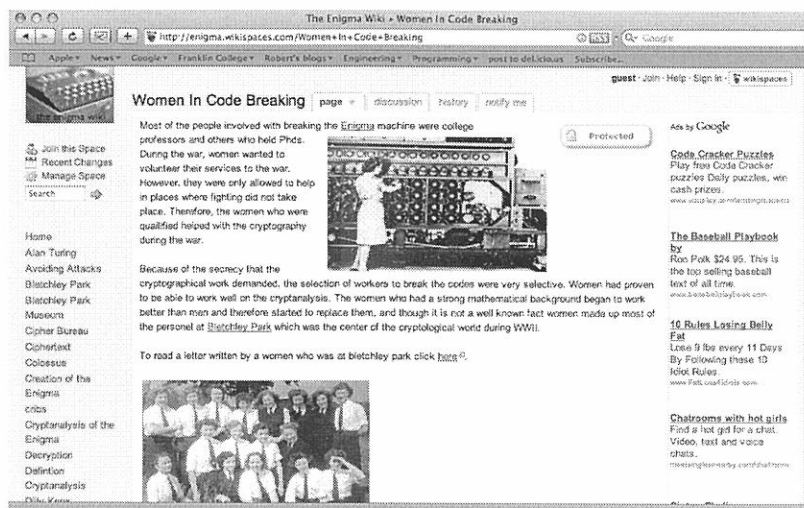 The Enigma Wiki • Women In Code Breaking
http://enigma.wikispaces.com/Women+In+Code+Breaking
Google
Apple News Google Franklin College Robert's blogs Engineering Programming post to del.icio.us Subscribe...
guest · Join · Help · Sign In · wikispaces
the enigma wiki
Join this Space
Recent Changes
Manage Space
Search
Home
Alan Turing
Avoiding Attacks
Bletchley Park
Bletchley Park
Museum
Cipher Bureau
Ciphertext
Colossus
Creation of the
Enigma
cribs
Cryptanalysis of the
Enigma
Decryption
Defintion
Cryptanalysis
Dilly Knox
Women In Code Breaking
page discussion history notify me
Protected
Most of the people involved with breaking the Enigma machine were college
professors and others who held Phds.
During the war, women wanted to
volunteer their services to the war.
However, they were only allowed to help
in places where fighting did not take
place. Therefore, the women who were
qualified helped with the cryptography
during the war.
Because of the secrecy that the
cryptographical work demanded, the selection of workers to break the codes were very selective. Women had proven
to be able to work well on the cryptanalysis. The women who had a strong mathematical background began to work
better than men and therefore started to replace them, and though it is not a well known fact women made up most of
the personel at Bletchley Park which was the center of the cryptological world during WWII.
To read a letter written by a women who was at bletchley park click here.
Ads by Google
Code Cracker Puzzles
Play free Code Cracker
puzzles Daily puzzles, win
cash prizes.
The Baseball Playbook
by
Ron Polk $24.95. This is
the top selling baseball
text of all time.
www.baseballplaybook.com
10 Rules Losing Belly
Fat
Lose 9 lbs every 11 Days
By Following these 10
Idiot Rules.
www.FatLoss4Idiots.com
Chatrooms with hot girls
Find a hot girl for a chat.
Video, text and voice
chats.